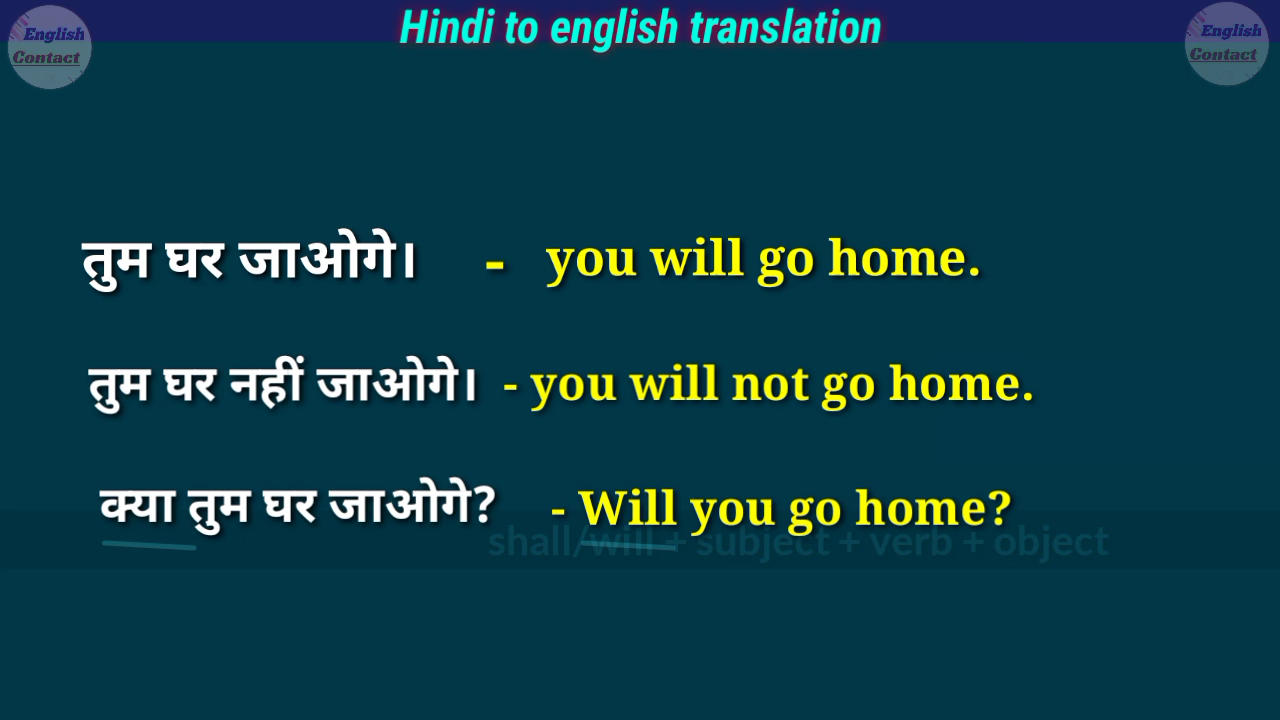 Hindi to english translation
English
Contact
English
Contact
तुम घर जाओगे। - you will go home.
तुम घर नहीं जाओगे। - you will not go home.
क्या तुम घर जाओगे? - Will you go home?
shall/will + subject + verb + object